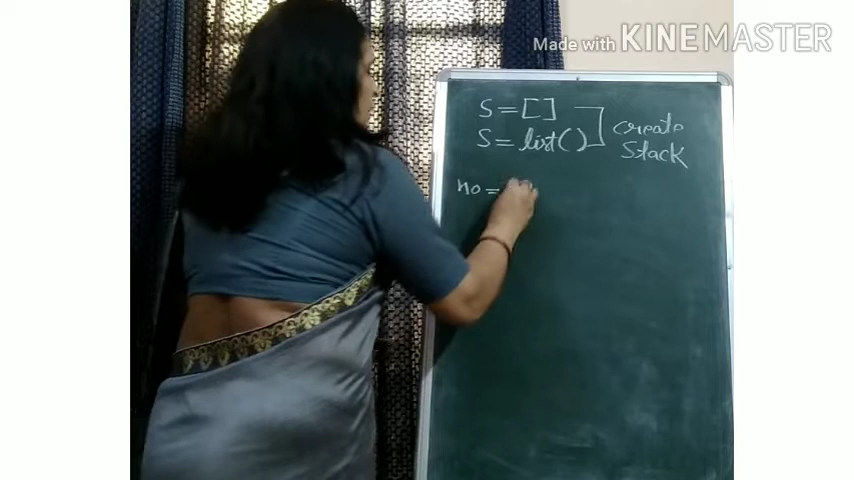 Made with KINEMASTER
S = [ ]
S = list()
create
Stack
no =